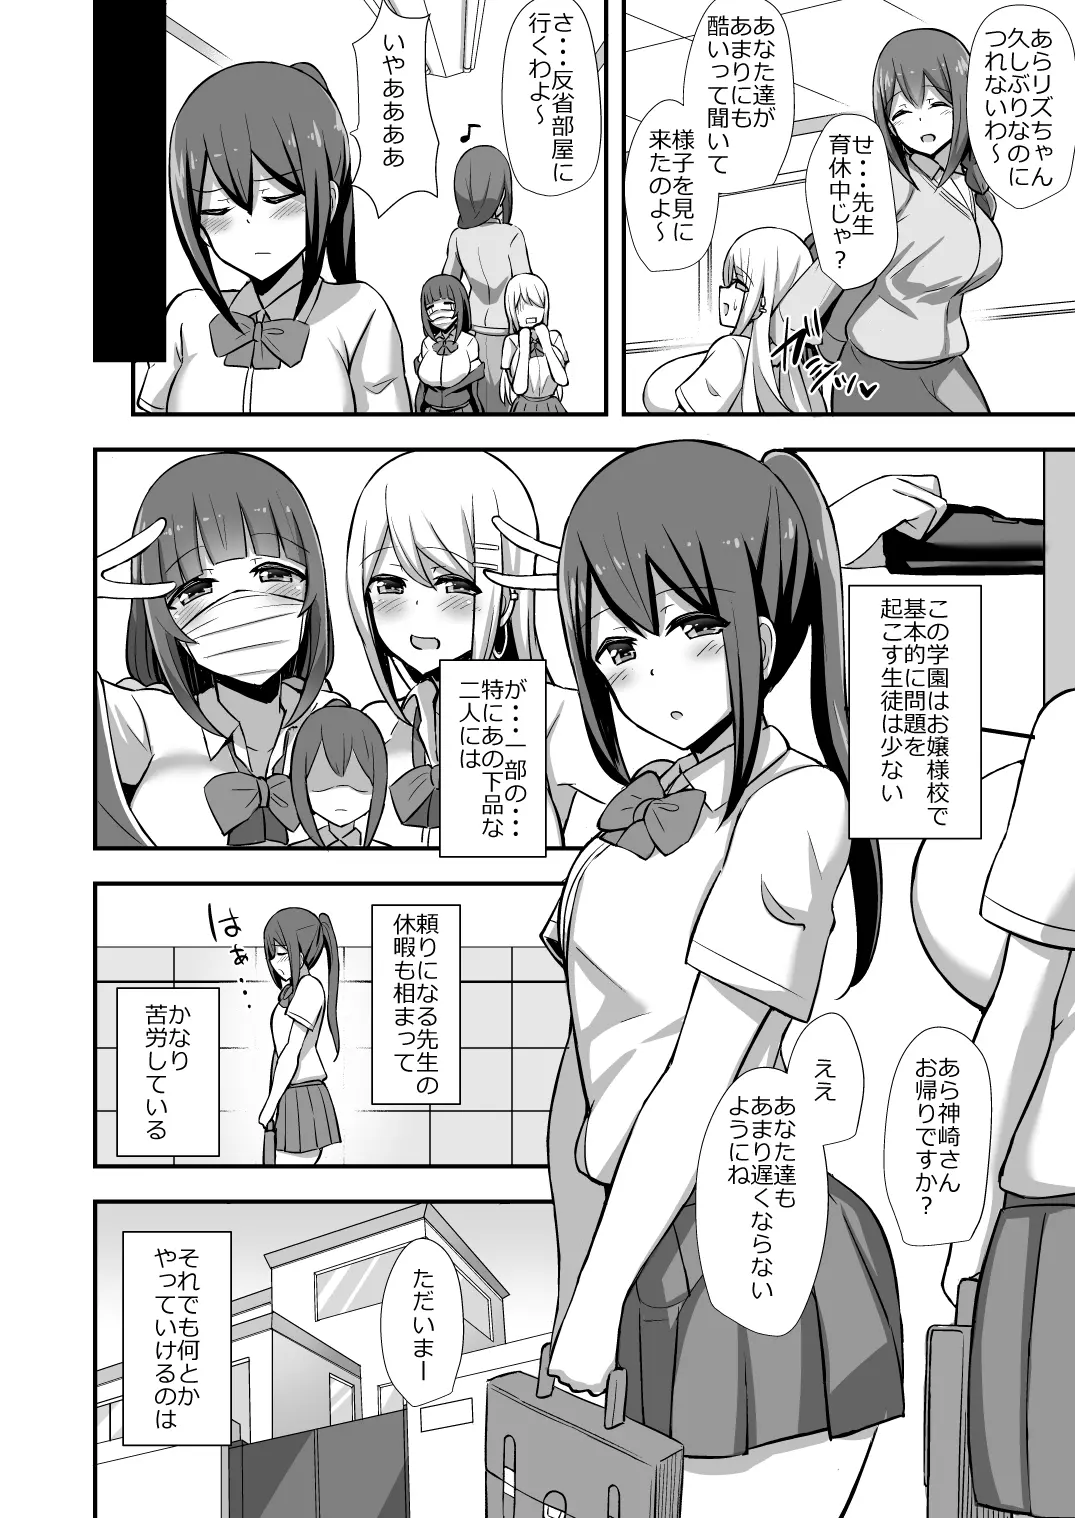 あらリズちゃん
久しぶりなのに
つれないわ～
せ・・・先生
育休中じゃ？
あなた達が
あまりにも
酷いって聞いて
様子を見に
来たのよ～
ガシッ♥
さ・・・反省部屋に
行くわよ～
♪
いやああああ
この学園はお嬢様校で
基本的に問題を
起こす生徒は少ない
が・・・一部の・・・
特にあの下品な
二人には
あら神崎さん
お帰りですか？
ええ
あなた達も
あまり遅くならない
ようにね
頼りになる先生の
休暇も相まって
はぁ・・・
かなり
苦労している
ただいまー
それでも何とか
やっていけるのは